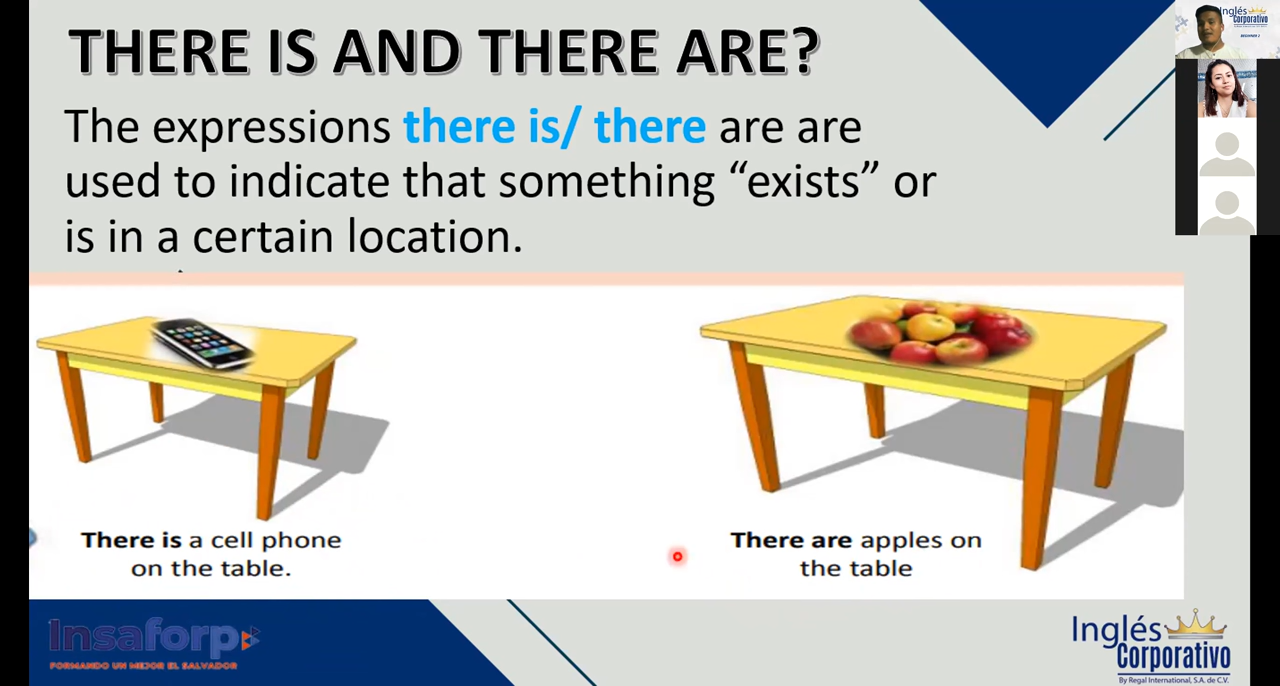 THERE IS AND THERE ARE?
The expressions there is/ there are are
used to indicate that something “exists” or
is in a certain location.
There is a cell phone
on the table.
There are apples on
the table
Insaforp
FORMANDO UN MEJOR EL SALVADOR
Inglés
Corporativo
By Regal International, S.A. de C.V.
Inglés
Corporativo